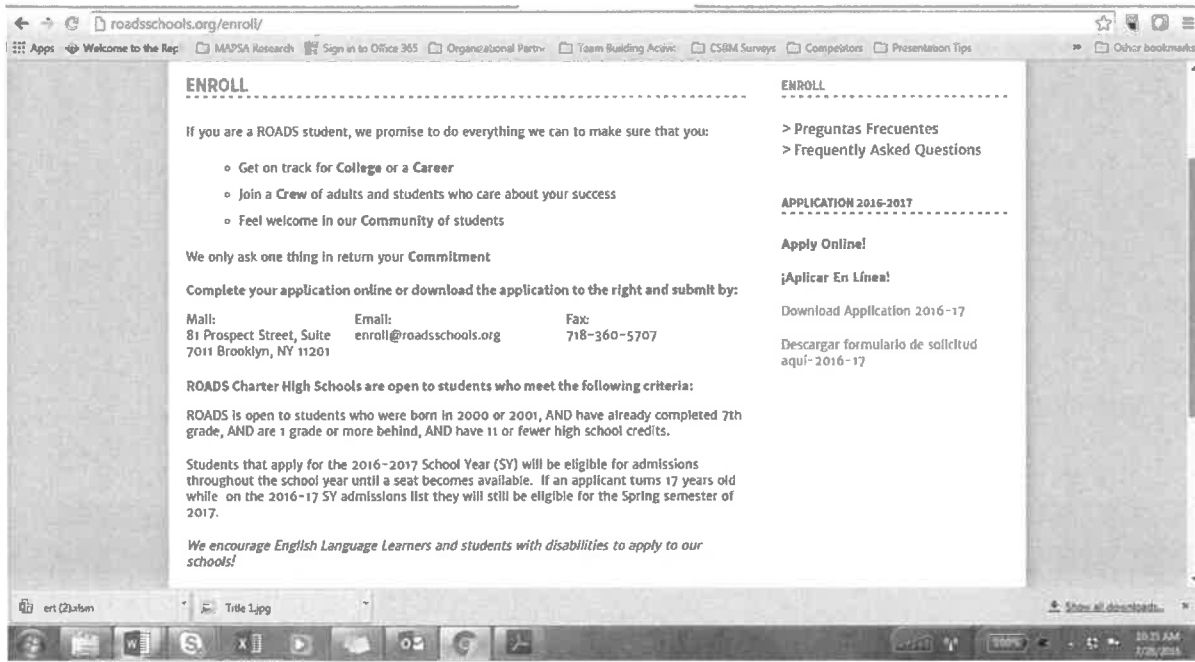 roadsschools.org/enroll/
Apps Welcome to the Rep MAPSA Research Sign in to Office 365 Organizational Partn Team Building Activi CSBM Surveys Competitors Presentation Tips » Other bookmarks
ENROLL
If you are a ROADS student, we promise to do everything we can to make sure that you:
Get on track for College or a Career
Join a Crew of adults and students who care about your success
Feel welcome in our Community of students
We only ask one thing in return your Commitment
Complete your application online or download the application to the right and submit by:
Mail: Email: Fax:
81 Prospect Street, Suite enroll@roadsschools.org 718-360-5707
7011 Brooklyn, NY 11201
ROADS Charter High Schools are open to students who meet the following criteria:
ROADS is open to students who were born in 2000 or 2001, AND have already completed 7th
grade, AND are 1 grade or more behind, AND have 11 or fewer high school credits.
Students that apply for the 2016-2017 School Year (SY) will be eligible for admissions
throughout the school year until a seat becomes available. If an applicant turns 17 years old
while on the 2016-17 SY admissions list they will still be eligible for the Spring semester of
2017.
We encourage English Language Learners and students with disabilities to apply to our
schools!
ENROLL
> Preguntas Frecuentes
> Frequently Asked Questions
APPLICATION 2016-2017
Apply Online!
¡Aplicar En Línea!
Download Application 2016-17
Descargar formulario de solicitud
aquí-2016-17
ert (2).xlsm Title 1.jpg Show all downloads...
100%
10:35 AM